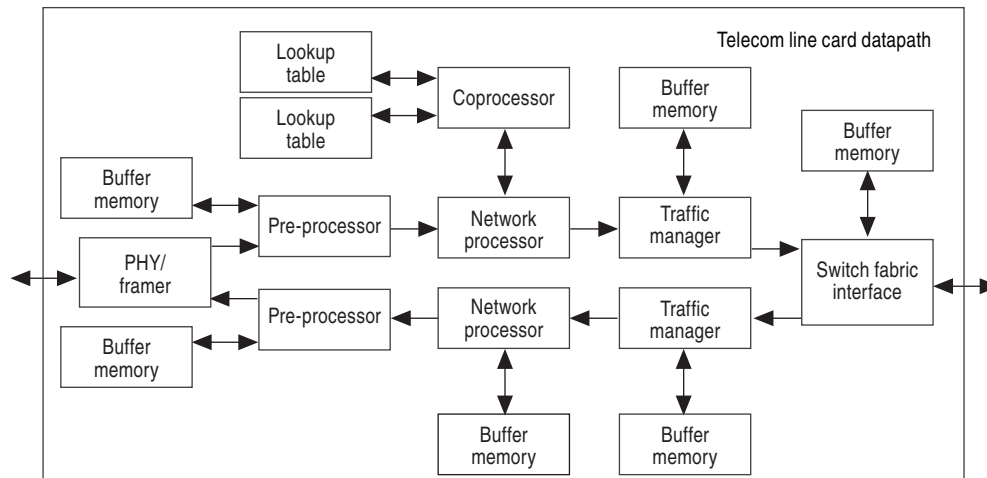 Telecom line card datapath
Lookup
table
Lookup
table
Coprocessor
Buffer
memory
Buffer
memory
Buffer
memory
Pre-processor
Network
processor
Traffic
manager
PHY/
framer
Switch fabric
interface
Pre-processor
Network
processor
Traffic
manager
Buffer
memory
Buffer
memory
Buffer
memory